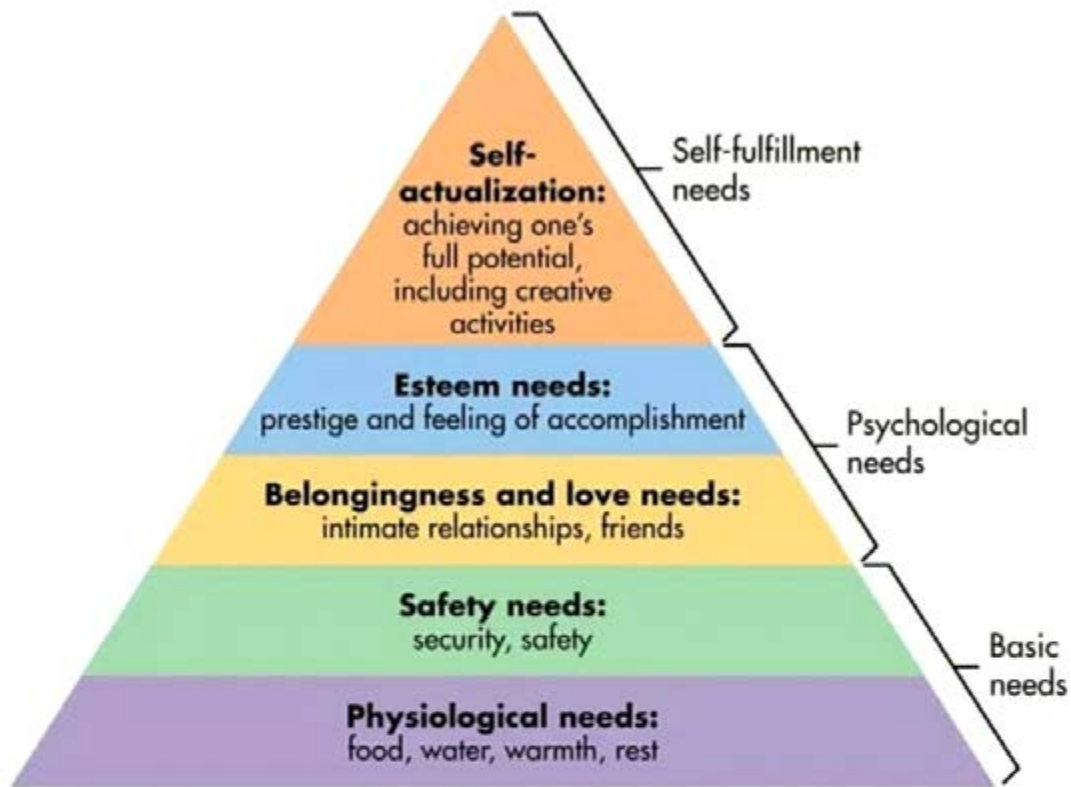 Self-
actualization:
achieving one's
full potential,
including creative
activities
Self-fulfillment
needs
Esteem needs:
prestige and feeling of accomplishment
Psychological
needs
Belongingness and love needs:
intimate relationships, friends
Safety needs:
security, safety
Basic
needs
Physiological needs:
food, water, warmth, rest